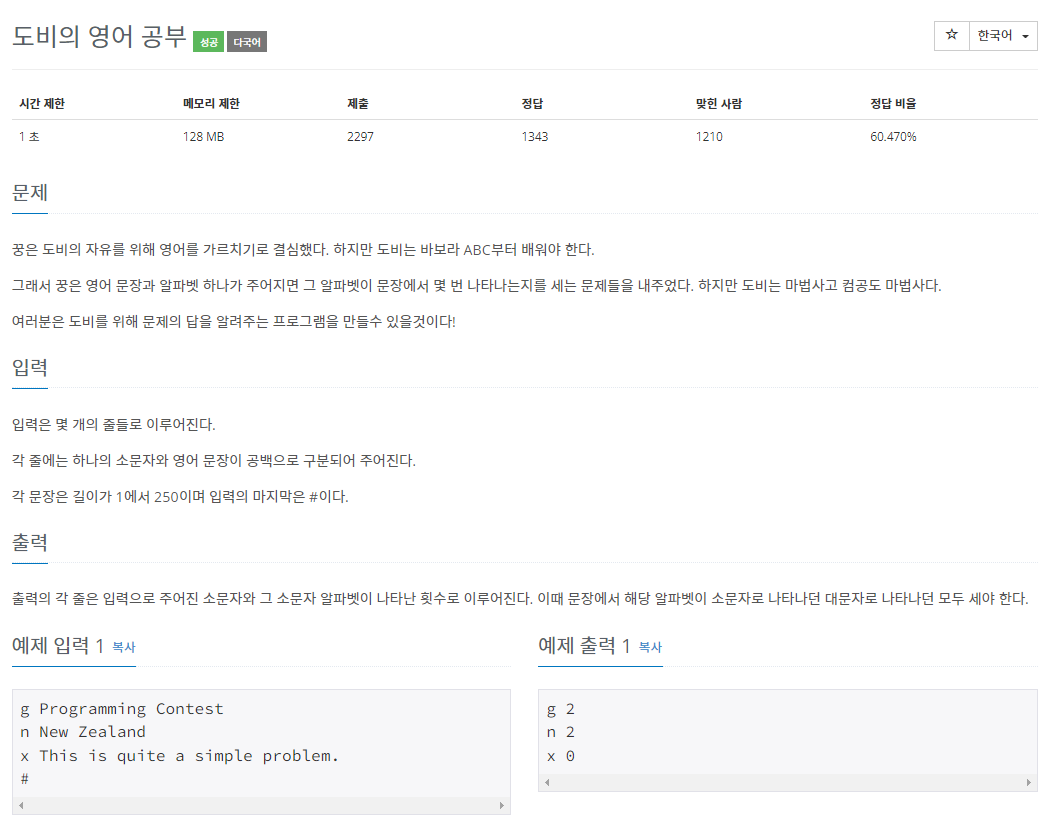 도비의 영어 공부 성공 다국어
☆ 한국어
시간 제한 메모리 제한 제출 정답 맞힌 사람 정답 비율
1 초 128 MB 2297 1343 1210 60.470%
문제
꿍은 도비의 자유를 위해 영어를 가르치기로 결심했다. 하지만 도비는 바보라 ABC부터 배워야 한다.
그래서 꿍은 영어 문장과 알파벳 하나가 주어지면 그 알파벳이 문장에서 몇 번 나타나는지를 세는 문제들을 내주었다. 하지만 도비는 마법사고 컴공도 마법사다.
여러분은 도비를 위해 문제의 답을 알려주는 프로그램을 만들수 있을것이다!
입력
입력은 몇 개의 줄들로 이루어진다.
각 줄에는 하나의 소문자와 영어 문장이 공백으로 구분되어 주어진다.
각 문장은 길이가 1에서 250이며 입력의 마지막은 #이다.
출력
출력의 각 줄은 입력으로 주어진 소문자와 그 소문자 알파벳이 나타난 횟수로 이루어진다. 이때 문장에서 해당 알파벳이 소문자로 나타나던 대문자로 나타나던 모두 세야 한다.
예제 입력 1 복사
g Programming Contest
n New Zealand
x This is quite a simple problem.
#
예제 출력 1 복사
g 2
n 2
x 0